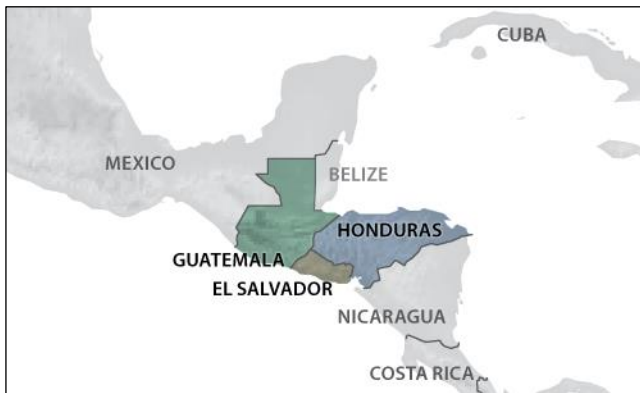 CUBA
MEXICO
BELIZE
HONDURAS
GUATEMALA
EL SALVADOR
NICARAGUA
COSTA RICA